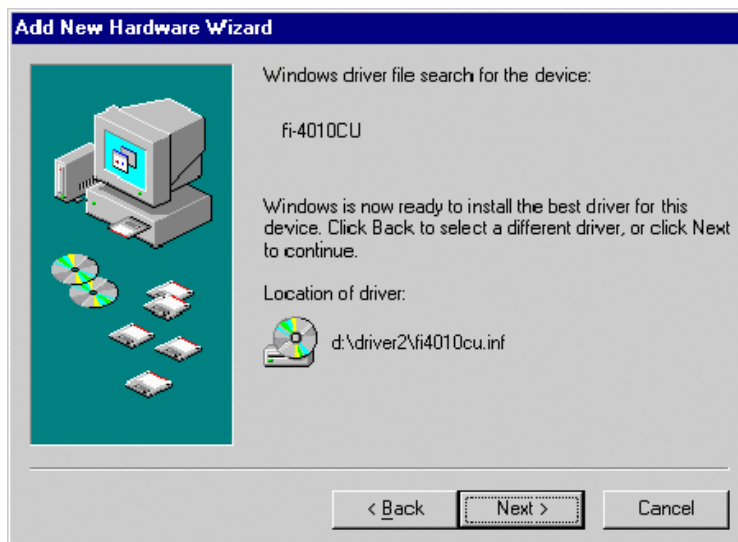 Add New Hardware Wizard
Windows driver file search for the device:
fi-4010CU
Windows is now ready to install the best driver for this
device. Click Back to select a different driver, or click Next
to continue.
Location of driver:
d:\driver2\fi4010cu.inf
< Back
Next >
Cancel